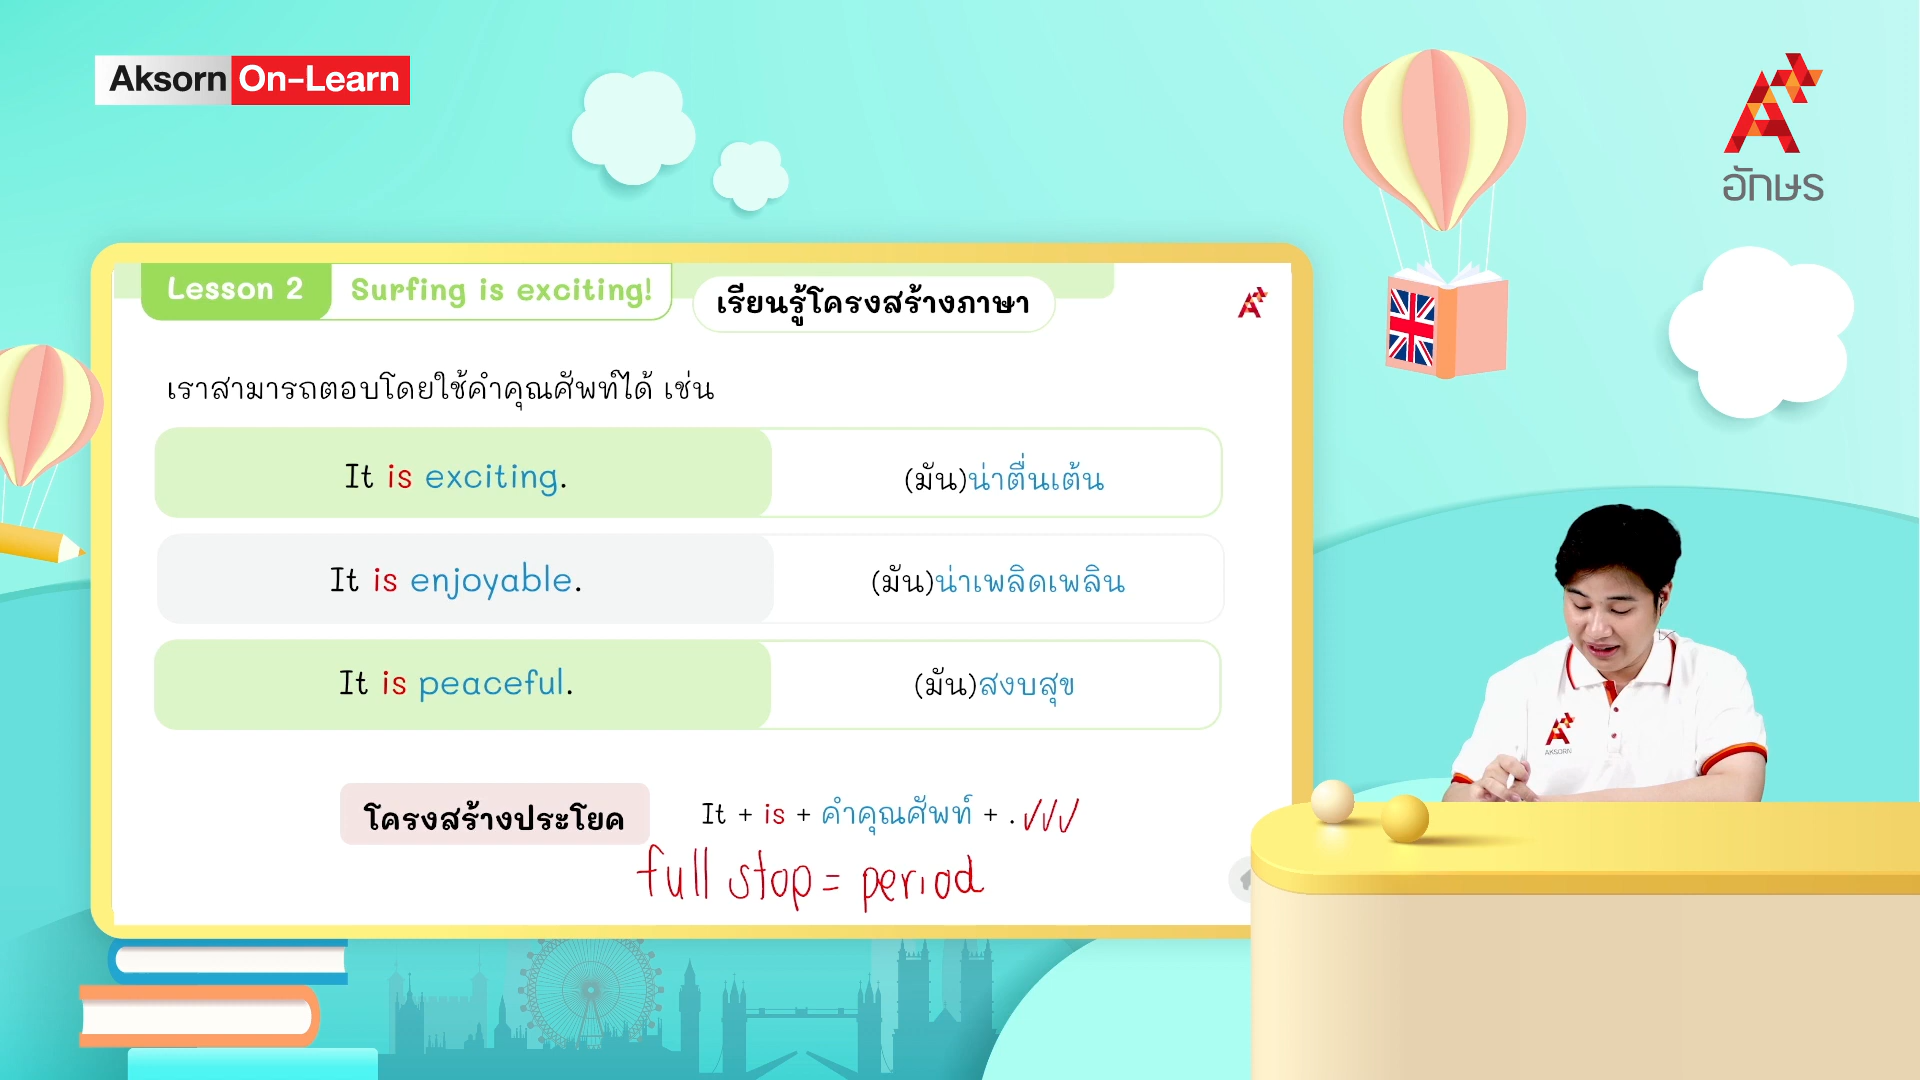 Aksorn On-Learn
อักษร
Lesson 2 Surfing is exciting! เรียนรู้โครงสร้างภาษา
เราสามารถตอบโดยใช้คำคุณศัพท์ได้ เช่น
It is exciting. (มัน)น่าตื่นเต้น
It is enjoyable. (มัน)น่าเพลิดเพลิน
It is peaceful. (มัน)สงบสุข
โครงสร้างประโยค It + is + คำคุณศัพท์ + .
full stop = period
AKSORN